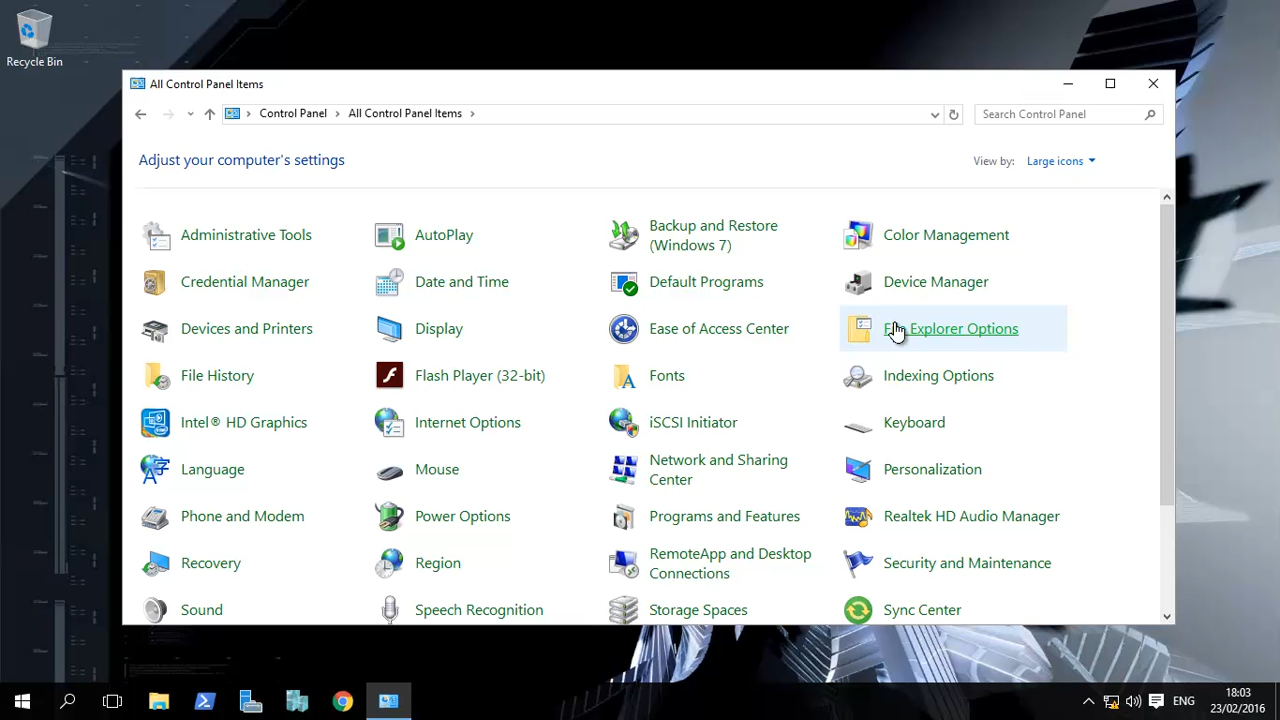 Recycle Bin
All Control Panel Items
Control Panel
All Control Panel Items
Search Control Panel
Adjust your computer's settings
View by:
Large icons
Administrative Tools
AutoPlay
Backup and Restore
(Windows 7)
Color Management
Credential Manager
Date and Time
Default Programs
Device Manager
Devices and Printers
Display
Ease of Access Center
Explorer Options
File History
Flash Player (32-bit)
Fonts
Indexing Options
Intel® HD Graphics
Internet Options
iSCSI Initiator
Keyboard
Language
Mouse
Network and Sharing
Center
Personalization
Phone and Modem
Power Options
Programs and Features
Realtek HD Audio Manager
Recovery
Region
RemoteApp and Desktop
Connections
Security and Maintenance
Sound
Speech Recognition
Storage Spaces
Sync Center
ENG
18:03
23/02/2016